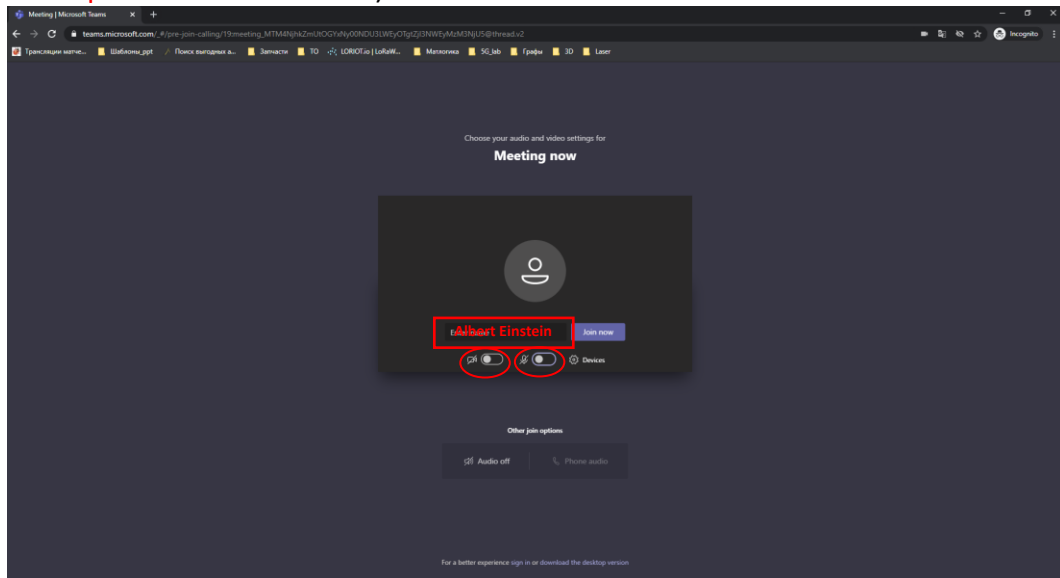 Meeting | Microsoft Teams
teams.microsoft.com/_#/pre-join-calling/19:meeting_
Incognito
Трансляции матче... Шаблоны_ppt Поиск выгодных а... Запчасти ТО LORIOT.io | LoRaW... Матлогика 5G_lab Графы 3D Laser
Choose your audio and video settings for
Meeting now
Albert Einstein
Join now
Devices
Other join options
Audio off Phone audio
For a better experience sign in or download the desktop version